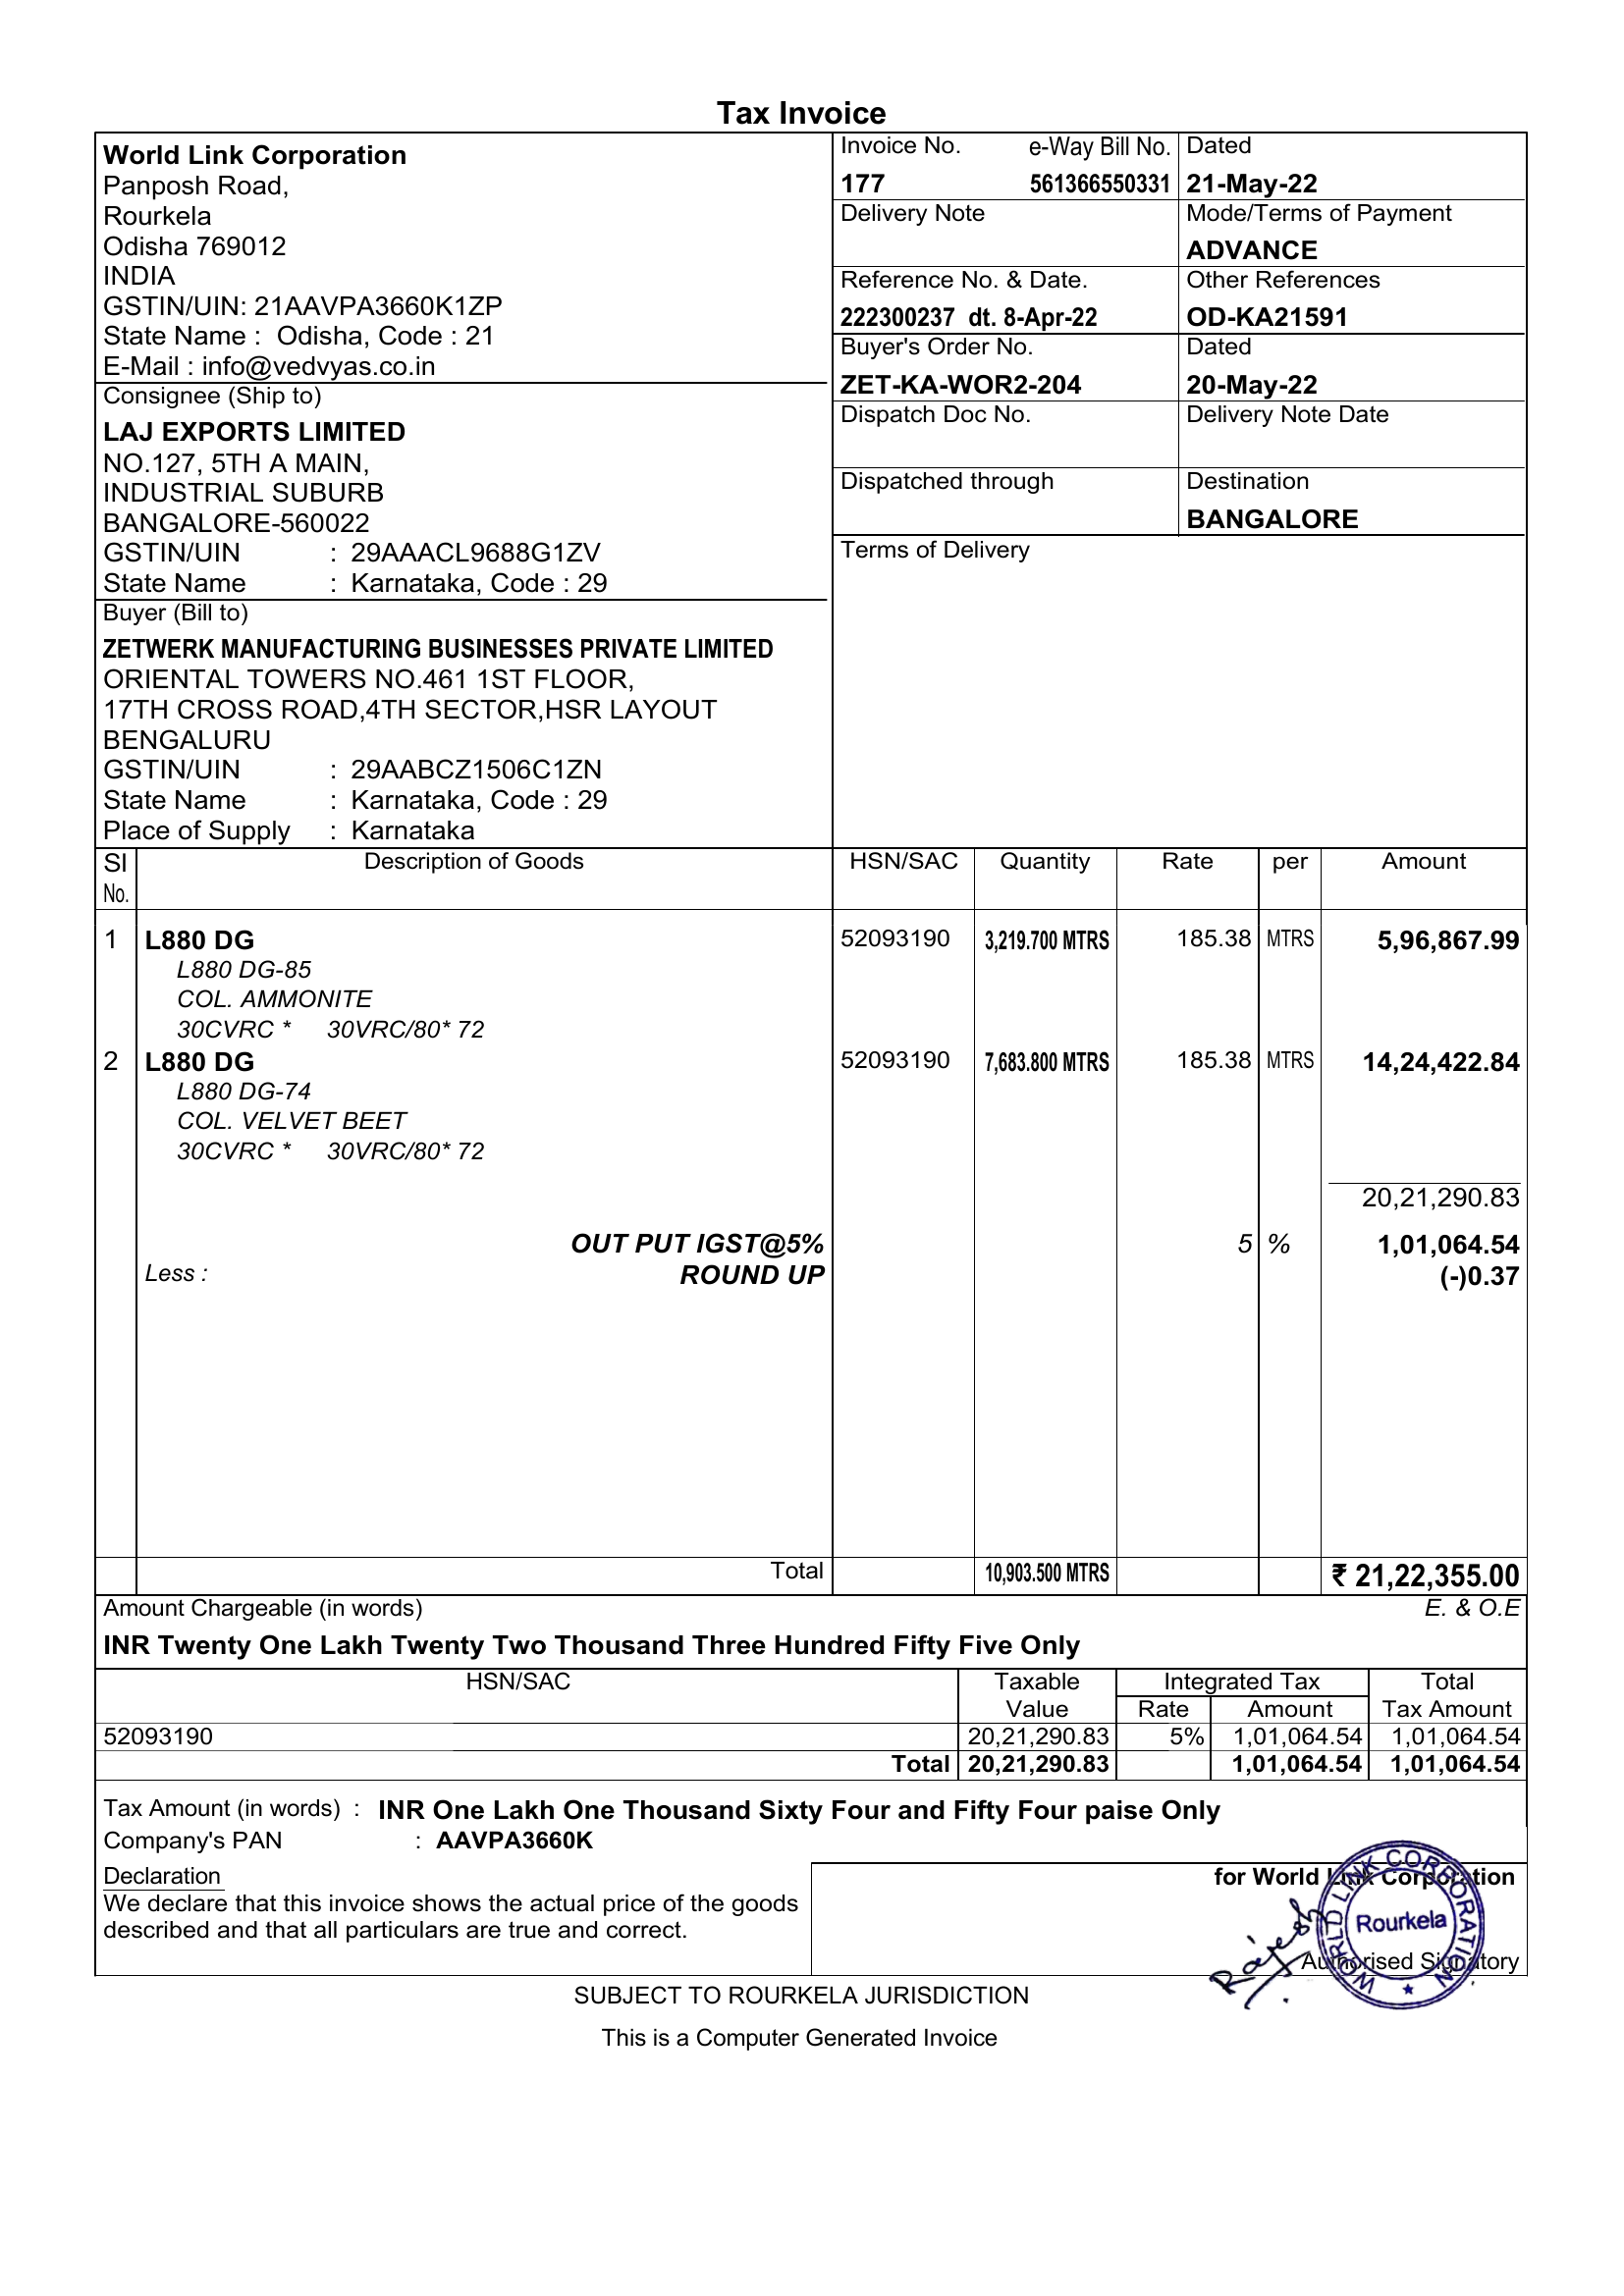 Tax Invoice
World Link Corporation
Panposh Road,
Rourkela
Odisha 769012
INDIA
GSTIN/UIN: 21AAVPA3660K1ZP
State Name : Odisha, Code : 21
E-Mail : info@vedvyas.co.in
Invoice No. e-Way Bill No. Dated
177 561366550331 21-May-22
Delivery Note Mode/Terms of Payment
ADVANCE
Reference No. & Date. Other References
222300237 dt. 8-Apr-22 OD-KA21591
Buyer's Order No. Dated
ZET-KA-WOR2-204 20-May-22
Dispatch Doc No. Delivery Note Date
Dispatched through Destination
BANGALORE
Terms of Delivery
Consignee (Ship to)
LAJ EXPORTS LIMITED
NO.127, 5TH A MAIN,
INDUSTRIAL SUBURB
BANGALORE-560022
GSTIN/UIN : 29AAACL9688G1ZV
State Name : Karnataka, Code : 29
Buyer (Bill to)
ZETWERK MANUFACTURING BUSINESSES PRIVATE LIMITED
ORIENTAL TOWERS NO.461 1ST FLOOR,
17TH CROSS ROAD,4TH SECTOR,HSR LAYOUT
BENGALURU
GSTIN/UIN : 29AABCZ1506C1ZN
State Name : Karnataka, Code : 29
Place of Supply : Karnataka
Sl No. Description of Goods HSN/SAC Quantity Rate per Amount
1 L880 DG 52093190 3,219.700 MTRS 185.38 MTRS 5,96,867.99
L880 DG-85
COL. AMMONITE
30CVRC * 30VRC/80* 72
2 L880 DG 52093190 7,683.800 MTRS 185.38 MTRS 14,24,422.84
L880 DG-74
COL. VELVET BEET
30CVRC * 30VRC/80* 72
20,21,290.83
OUT PUT IGST@5% 5 % 1,01,064.54
Less : ROUND UP (-)0.37
Total 10,903.500 MTRS ₹ 21,22,355.00
Amount Chargeable (in words) E. & O.E
INR Twenty One Lakh Twenty Two Thousand Three Hundred Fifty Five Only
HSN/SAC Taxable Value Integrated Tax Total Tax Amount
Rate Amount
52093190 20,21,290.83 5% 1,01,064.54 1,01,064.54
Total 20,21,290.83 1,01,064.54 1,01,064.54
Tax Amount (in words) : INR One Lakh One Thousand Sixty Four and Fifty Four paise Only
Company's PAN : AAVPA3660K
Declaration
We declare that this invoice shows the actual price of the goods
described and that all particulars are true and correct.
for World Link Corporation
WORLD LINK CORPORATION
Rourkela
Rajesh
Authorised Signatory
SUBJECT TO ROURKELA JURISDICTION
This is a Computer Generated Invoice